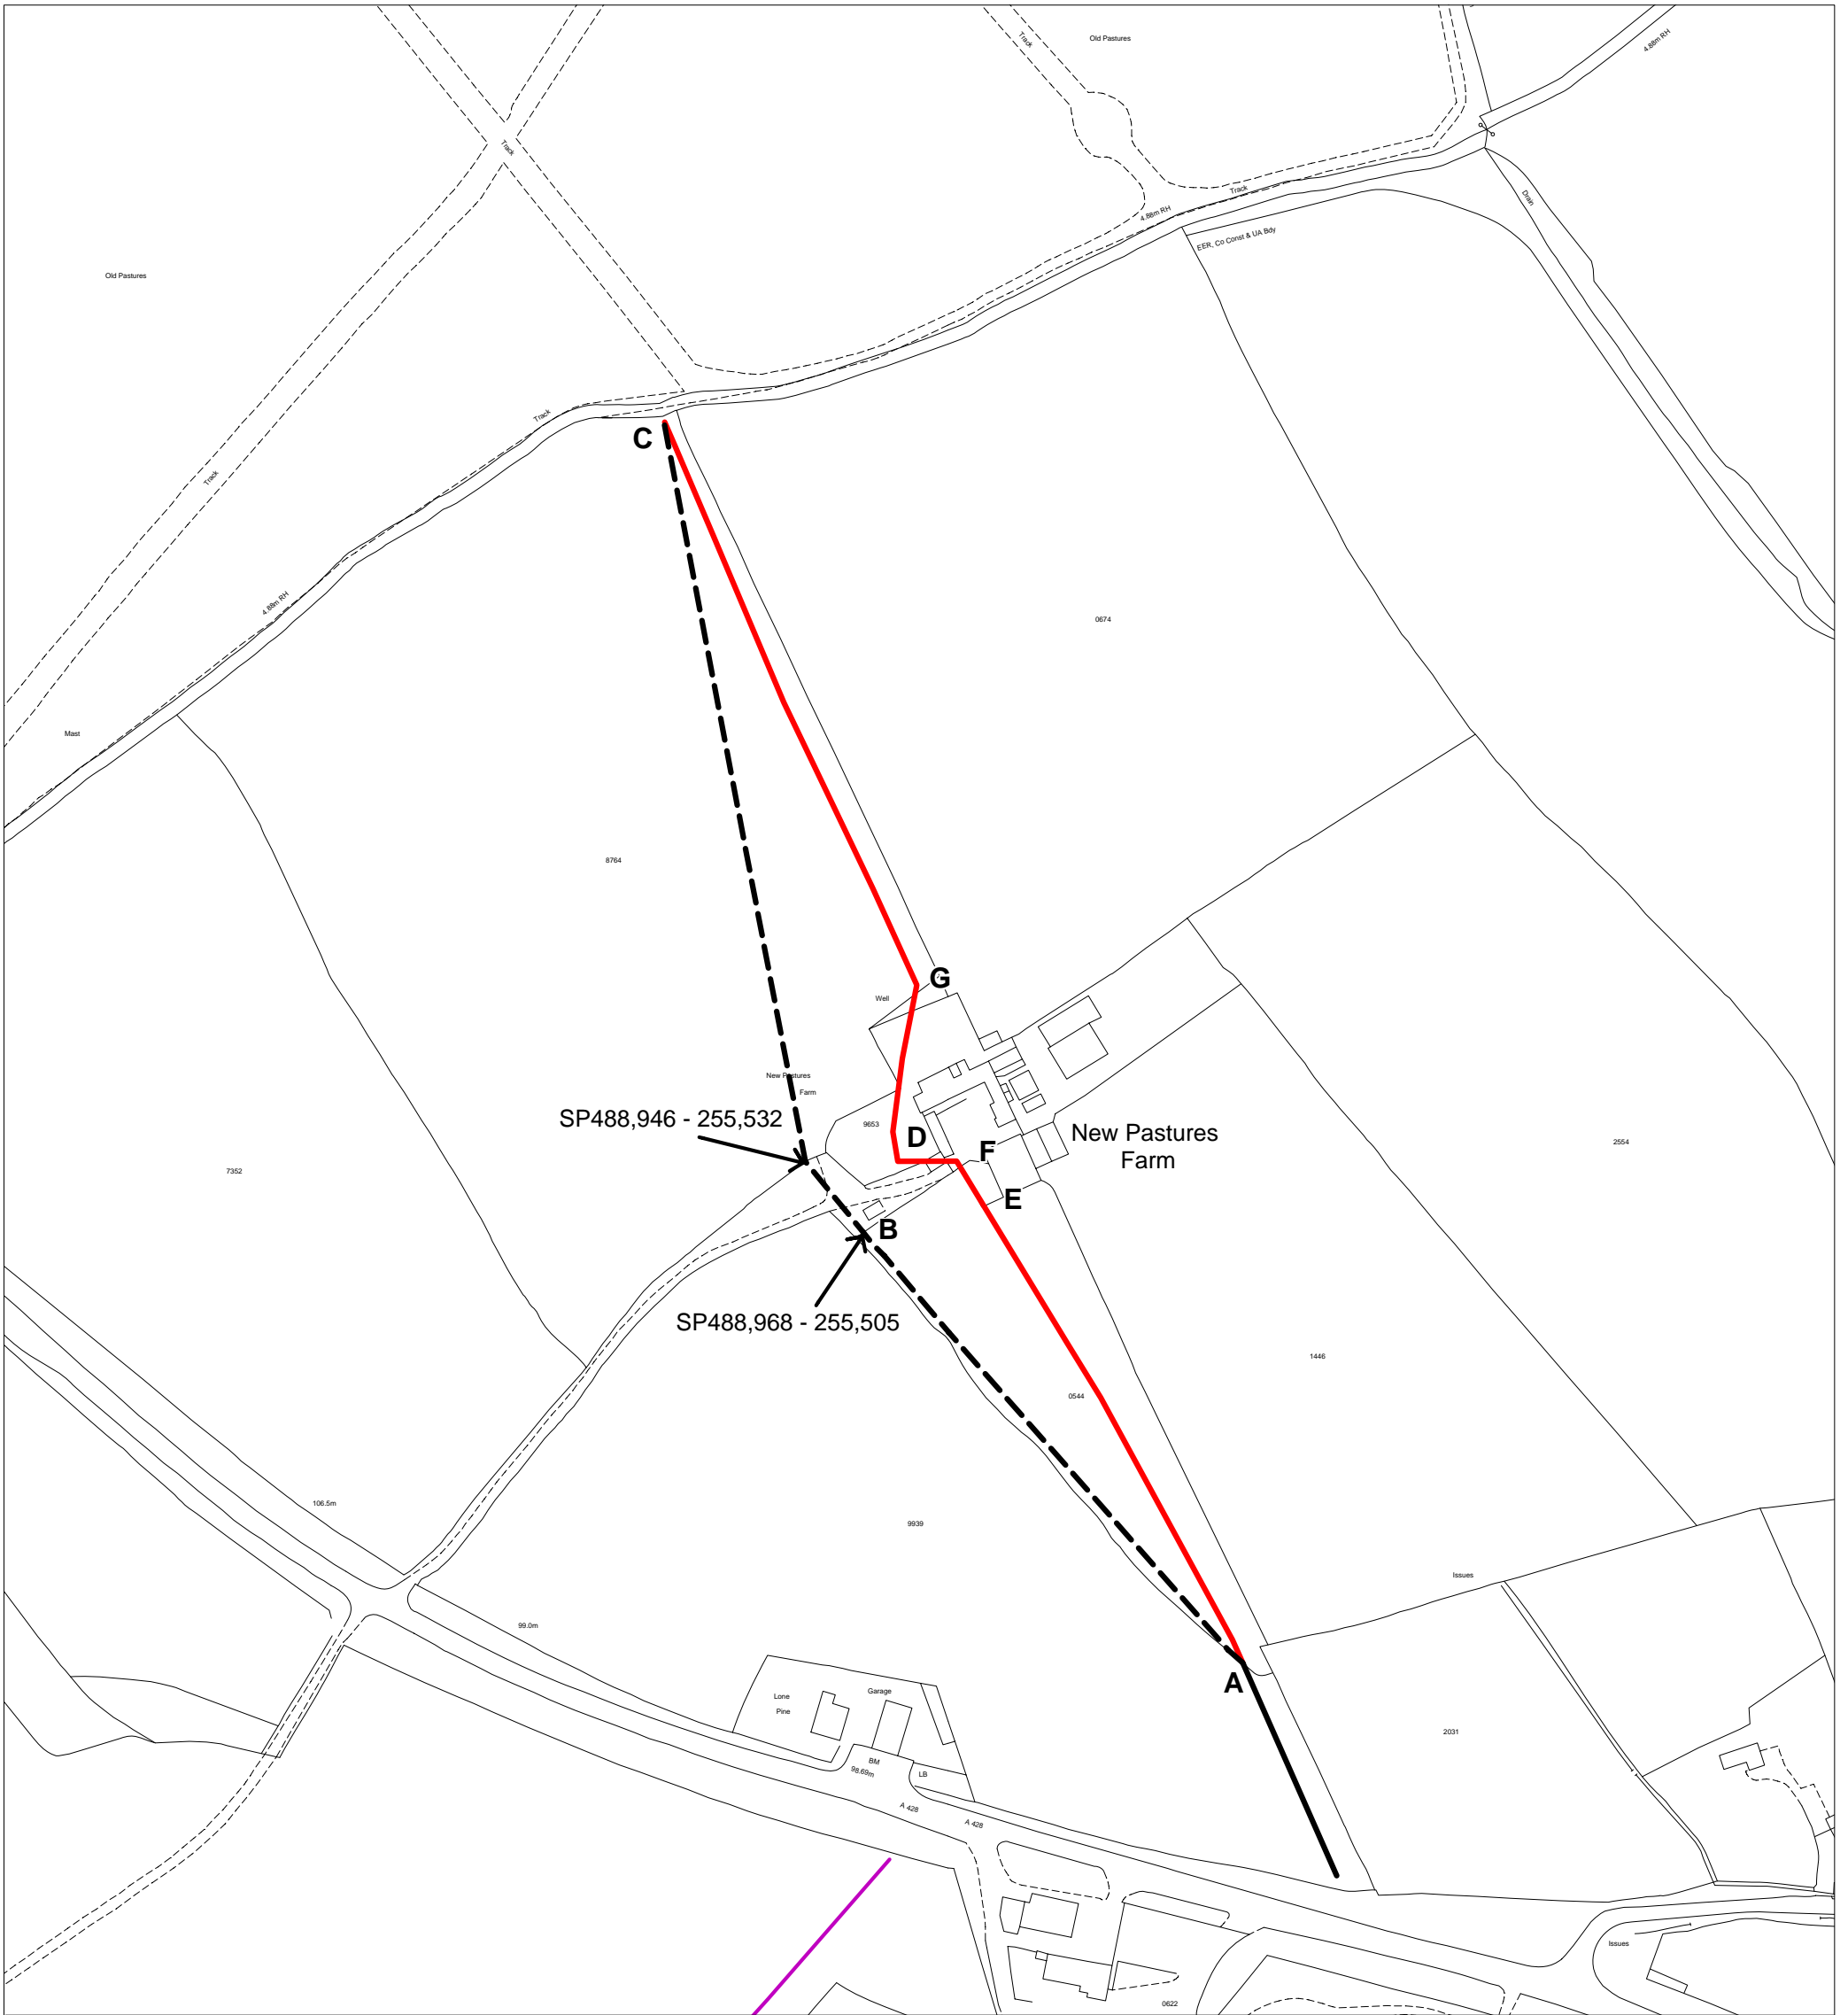 Track
Old Pastures
4.88m RH
Track
Track
4.88m RH
Drain
EER, Co Const & UA Bdy
Old Pastures
Track
C
Track
4.88m RH
0674
Mast
8764
G
Well
New Pastures
Farm
SP488,946 - 255,532
9653
D
F
New Pastures
Farm
2554
7352
E
B
SP488,968 - 255,505
1446
0544
106.5m
9939
Issues
99.0m
A
Lone
Pine
Garage
2031
BM
98.69m
LB
A 428
A 428
Issues
0622